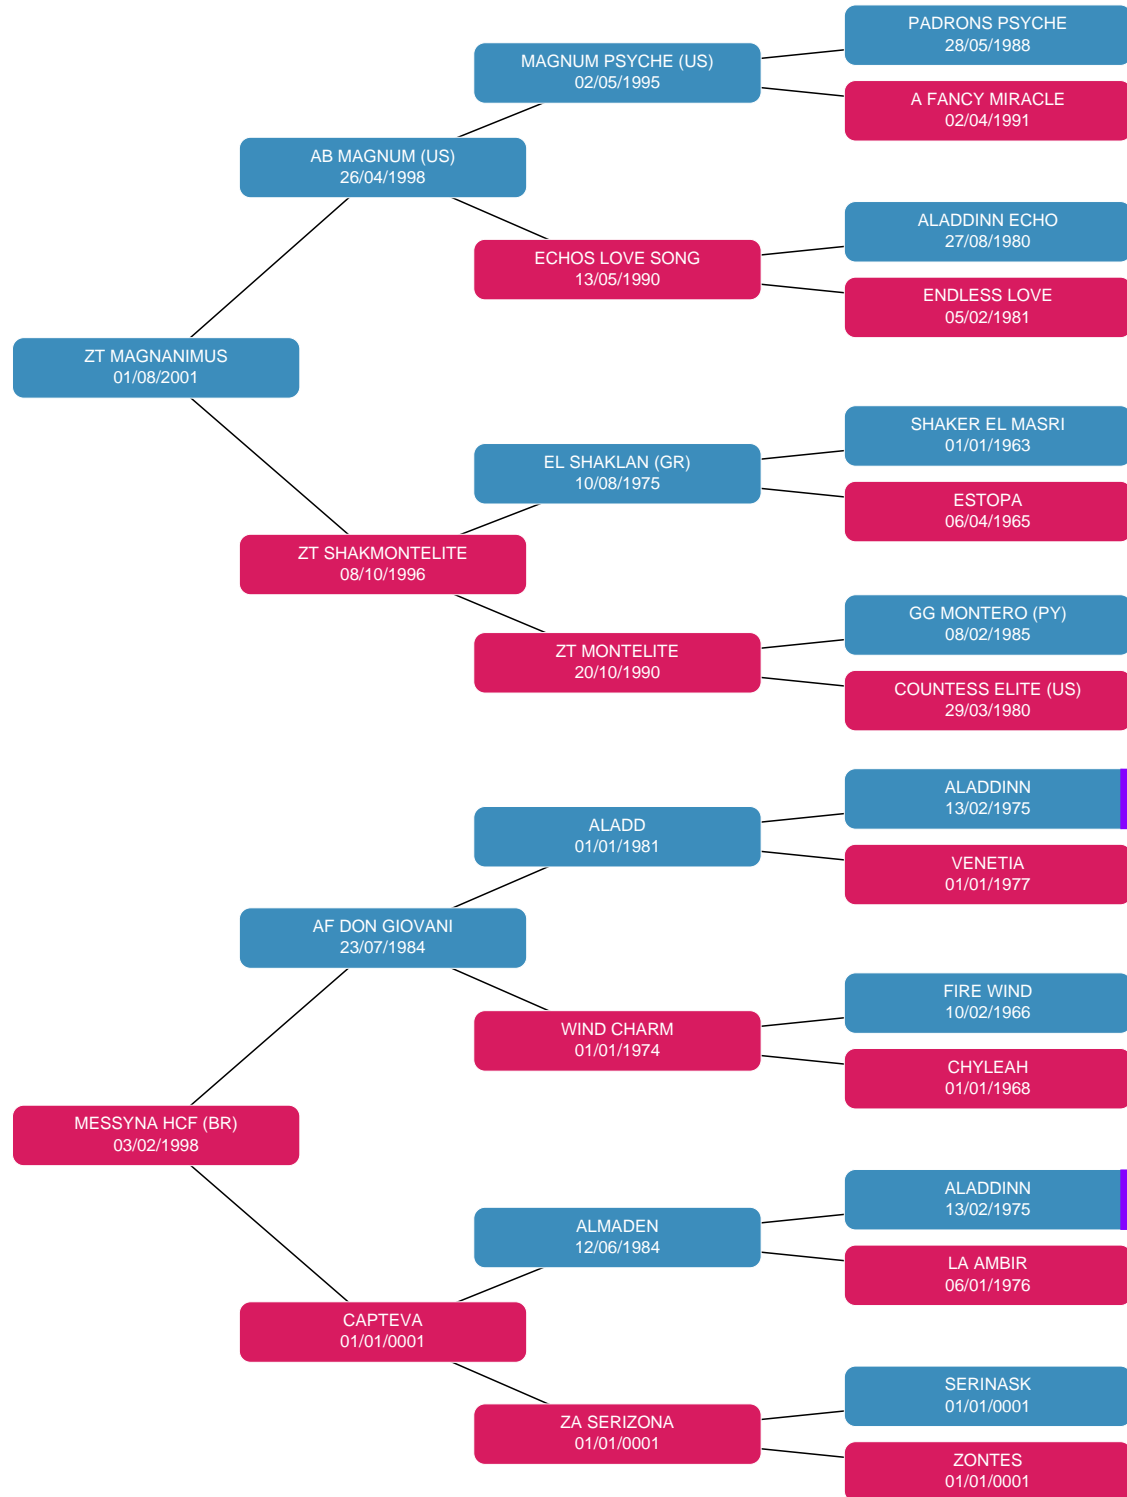 PADRONS PSYCHE
28/05/1988
MAGNUM PSYCHE (US)
02/05/1995
A FANCY MIRACLE
02/04/1991
AB MAGNUM (US)
26/04/1998
ALADDINN ECHO
27/08/1980
ECHOS LOVE SONG
13/05/1990
ENDLESS LOVE
05/02/1981
ZT MAGNANIMUS
01/08/2001
SHAKER EL MASRI
01/01/1963
EL SHAKLAN (GR)
10/08/1975
ESTOPA
06/04/1965
ZT SHAKMONTELITE
08/10/1996
GG MONTERO (PY)
08/02/1985
ZT MONTELITE
20/10/1990
COUNTESS ELITE (US)
29/03/1980
ALADDINN
13/02/1975
ALADD
01/01/1981
VENETIA
01/01/1977
AF DON GIOVANI
23/07/1984
FIRE WIND
10/02/1966
WIND CHARM
01/01/1974
CHYLEAH
01/01/1968
MESSYNA HCF (BR)
03/02/1998
ALADDINN
13/02/1975
ALMADEN
12/06/1984
LA AMBIR
06/01/1976
CAPTEVA
01/01/0001
SERINASK
01/01/0001
ZA SERIZONA
01/01/0001
ZONTES
01/01/0001